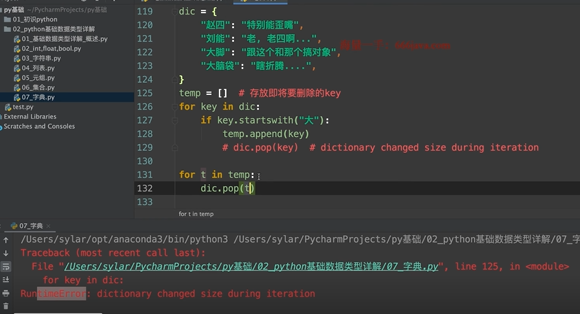 py基础 ~/PycharmProjects/py基础
01_初识python
02_python基础数据类型详解
01_基础数据类型详解_概述.py
02_int,float,bool.py
03_字符串.py
04_列表.py
05_元组.py
06_集合.py
07_字典.py
test.py
External Libraries
Scratches and Consoles
119 dic = {
120 "赵四": "特别能歪嘴",
121 "刘能": "老, 老四啊...",
122 "大脚": "跟这个和那个搞对象",
123 "大脑袋": "瞎折腾....",
124 }
125 temp = []  # 存放即将要删除的key
126 for key in dic:
127 if key.startswith("大"):
128 temp.append(key)
129 # dic.pop(key)  # dictionary changed size during iteration
130
131 for t in temp:
132 dic.pop(t)
133
for t in temp
07_字典
/Users/sylar/opt/anaconda3/bin/python3 /Users/sylar/PycharmProjects/py基础/02_python基础数据类型详解/07_字
Traceback (most recent call last):
File "/Users/sylar/PycharmProjects/py基础/02_python基础数据类型详解/07_字典.py", line 125, in <module>
for key in dic:
RuntimeError: dictionary changed size during iteration